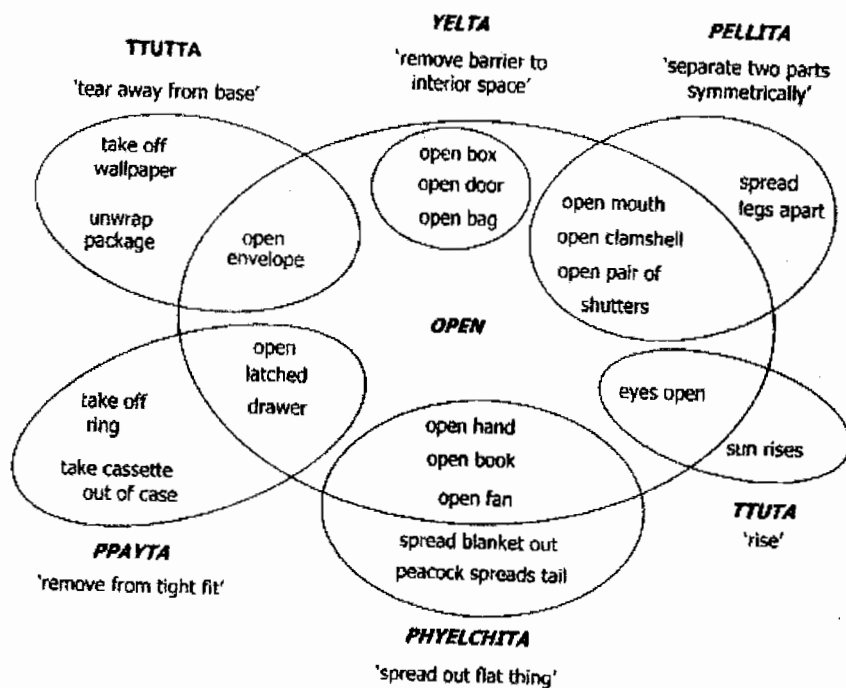 TTUTTA
'tear away from base'
take off
wallpaper
unwrap
package
open
envelope
YELTA
'remove barrier to
interior space'
open box
open door
open bag
PELLITA
'separate two parts
symmetrically'
open mouth
open clamshell
open pair of
shutters
spread
legs apart
OPEN
open
latched
drawer
take off
ring
take cassette
out of case
PPAYTA
'remove from tight fit'
open hand
open book
open fan
spread blanket out
peacock spreads tail
PHYELCHITA
'spread out flat thing'
eyes open
sun rises
TTUTA
'rise'